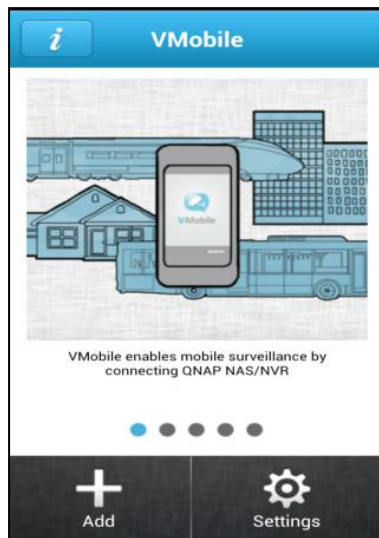 i
VMobile
VMobile
VMobile enables mobile surveillance by
connecting QNAP NAS/NVR
Add
Settings